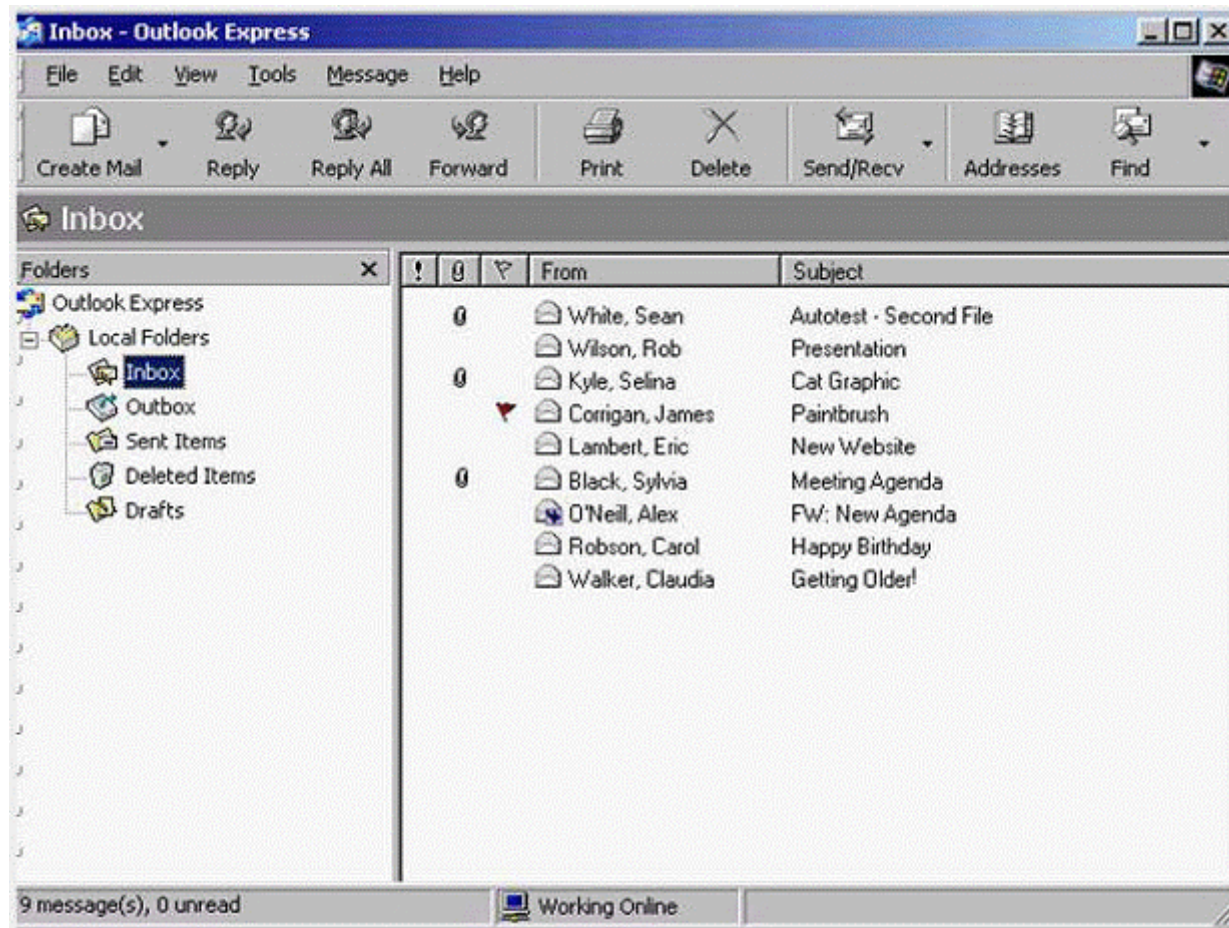 Inbox - Outlook Express
File Edit View Tools Message Help
Create Mail Reply Reply All Forward Print Delete Send/Recv Addresses Find
Inbox
Folders
! From Subject
Outlook Express
Local Folders
Inbox
Outbox
Sent Items
Deleted Items
Drafts
White, Sean Autotest - Second File
Wilson, Rob Presentation
Kyle, Selina Cat Graphic
Corrigan, James Paintbrush
Lambert, Eric New Website
Black, Sylvia Meeting Agenda
O'Neill, Alex FW: New Agenda
Robson, Carol Happy Birthday
Walker, Claudia Getting Older!
9 message(s), 0 unread Working Online